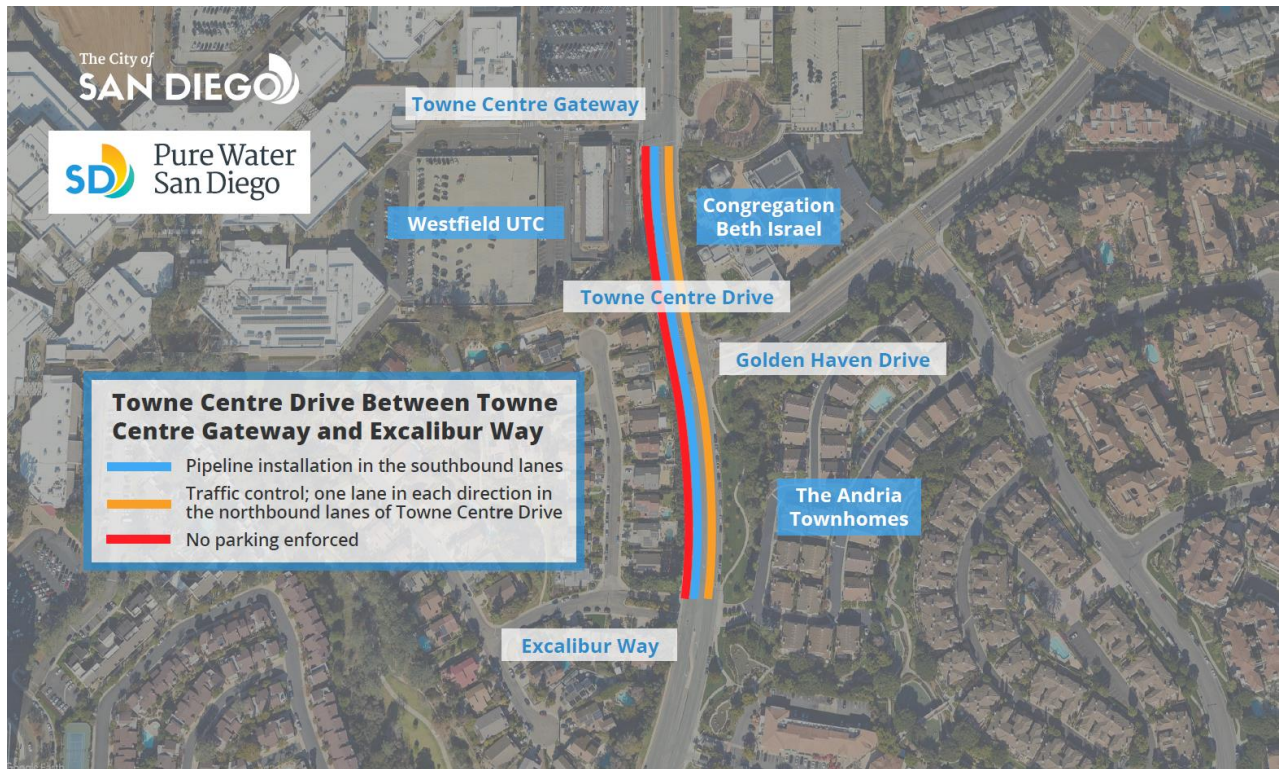 The City of
SAN DIEGO
SD
Pure Water
San Diego
Towne Centre Gateway
Westfield UTC
Congregation
Beth Israel
Towne Centre Drive
Golden Haven Drive
Towne Centre Drive Between Towne
Centre Gateway and Excalibur Way
Pipeline installation in the southbound lanes
Traffic control; one lane in each direction in
the northbound lanes of Towne Centre Drive
No parking enforced
The Andria
Townhomes
Excalibur Way
Google Earth